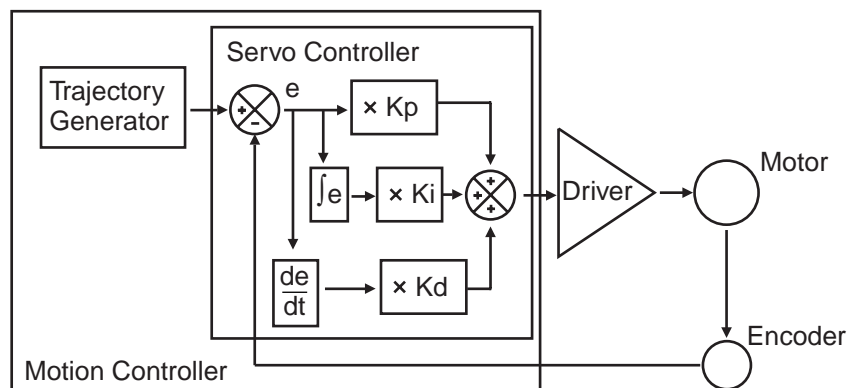 Servo Controller
Trajectory
Generator
e
+
-
× Kp
∫e
× Ki
+
+
+
de
dt
× Kd
Driver
Motor
Encoder
Motion Controller